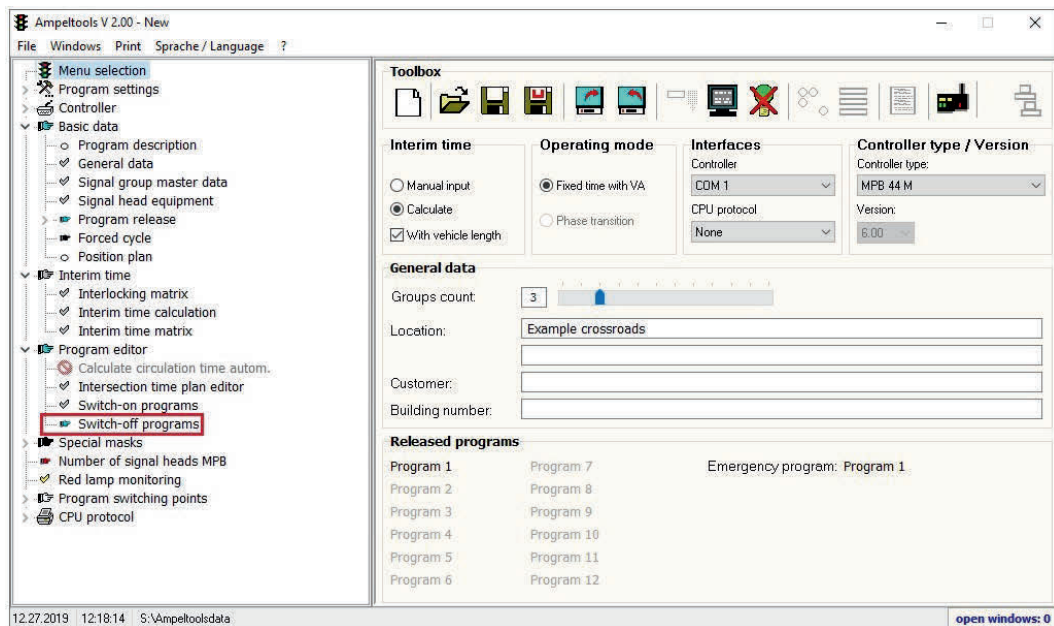 Ampeltools V 2.00 - New
File Windows Print Sprache / Language ?
Menu selection
Program settings
Controller
Basic data
Program description
General data
Signal group master data
Signal head equipment
Program release
Forced cycle
Position plan
Interim time
Interlocking matrix
Interim time calculation
Interim time matrix
Program editor
Calculate circulation time autom.
Intersection time plan editor
Switch-on programs
Switch-off programs
Special masks
Number of signal heads MPB
Red lamp monitoring
Program switching points
CPU protocol
Toolbox
Interim time
Manual input
Calculate
With vehicle length
Operating mode
Fixed time with VA
Phase transition
Interfaces
Controller
COM 1
CPU protocol
None
Controller type / Version
Controller type:
MPB 44 M
Version:
6.00
General data
Groups count: 3
Location: Example crossroads
Customer:
Building number:
Released programs
Program 1 Program 7 Emergency program: Program 1
Program 2 Program 8
Program 3 Program 9
Program 4 Program 10
Program 5 Program 11
Program 6 Program 12
12.27.2019 12:18:14 S:\Ampeltoolsdata open windows: 0